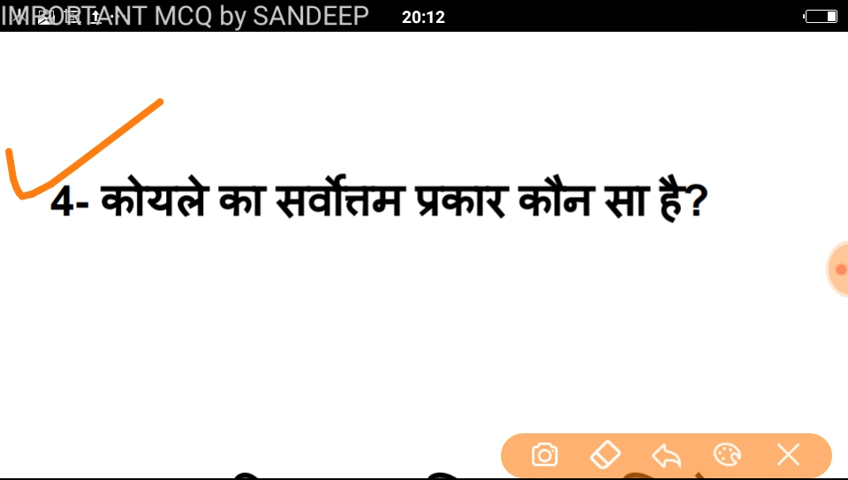 IMPORTANT MCQ by SANDEEP
20:12
4- कोयले का सर्वोत्तम प्रकार कौन सा है?